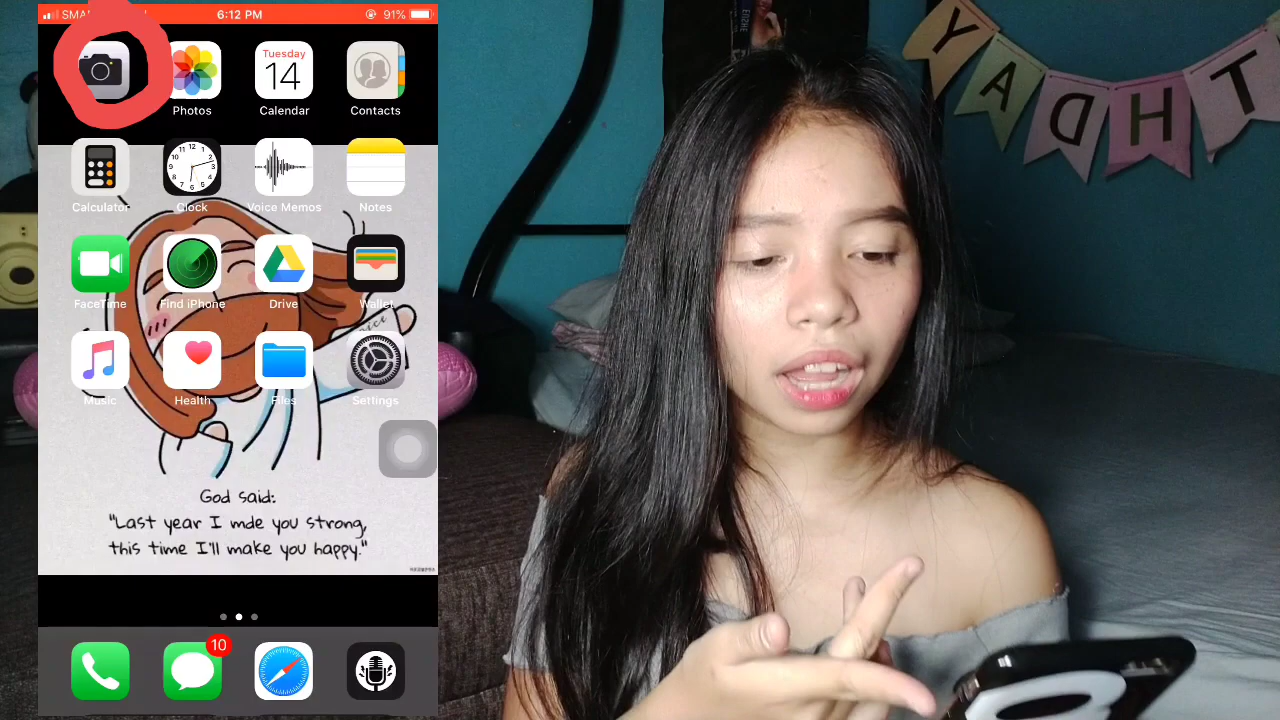 6:12 PM
91%
Tuesday
14
Photos
Calendar
Contacts
Calculator
Clock
Voice Memos
Notes
FaceTime
Find iPhone
Drive
Wallet
Music
Health
Files
Settings
God said:
"Last year I mde you strong,
this time I'll make you happy."
10
Y
A
D
H
T